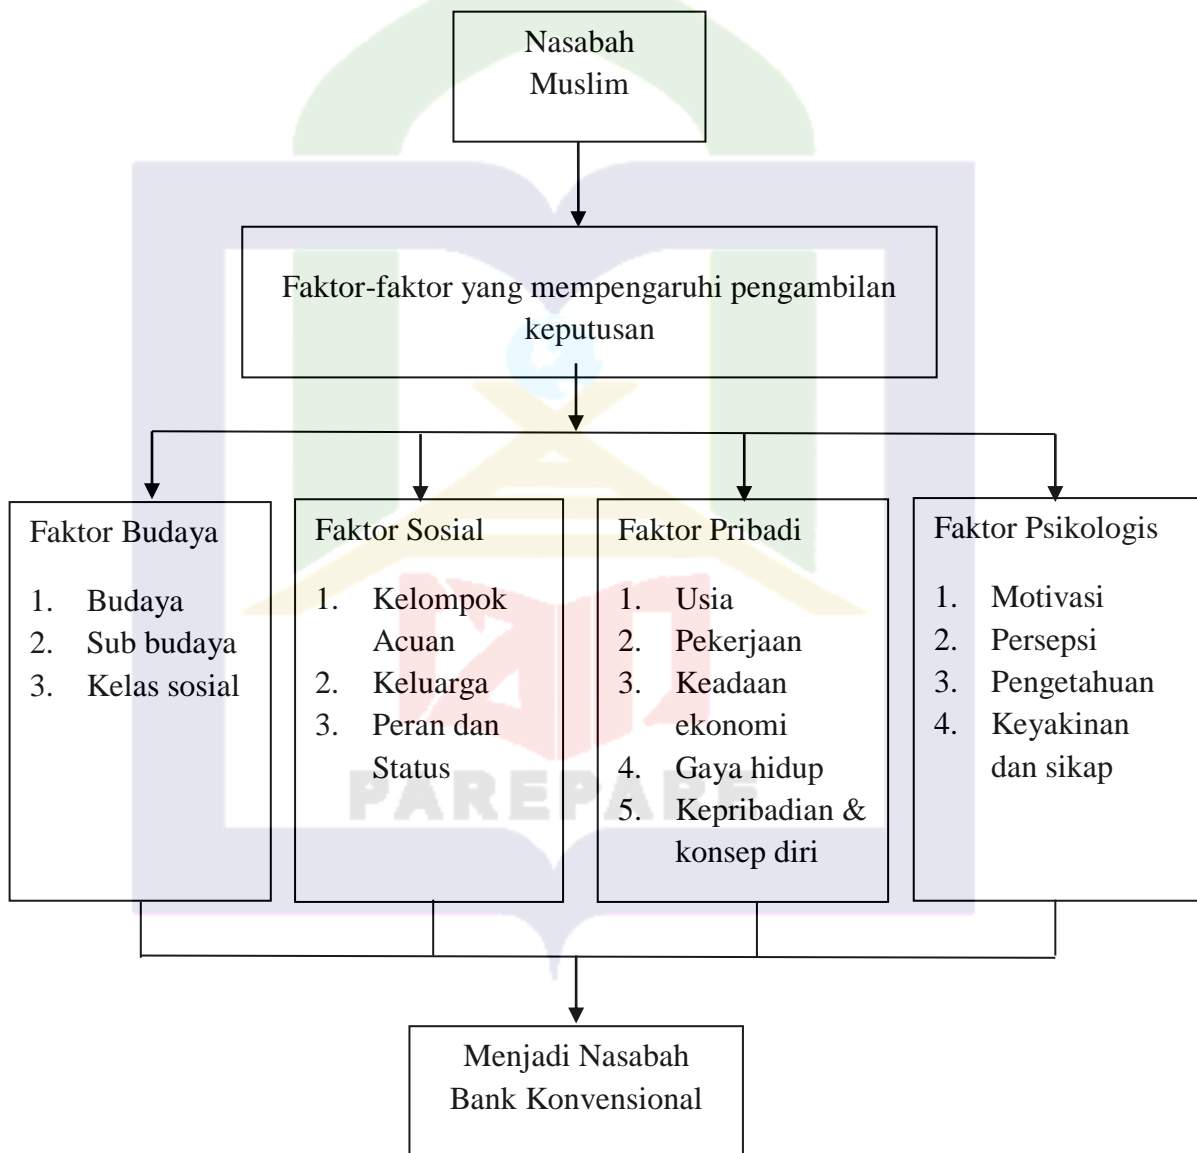 Nasabah
Muslim
Faktor-faktor yang mempengaruhi pengambilan
keputusan
Faktor Budaya
1. Budaya
2. Sub budaya
3. Kelas sosial
Faktor Sosial
1. Kelompok
Acuan
2. Keluarga
3. Peran dan
Status
Faktor Pribadi
1. Usia
2. Pekerjaan
3. Keadaan
ekonomi
4. Gaya hidup
5. Kepribadian &
konsep diri
Faktor Psikologis
1. Motivasi
2. Persepsi
3. Pengetahuan
4. Keyakinan
dan sikap
PAREPARE
Menjadi Nasabah
Bank Konvensional